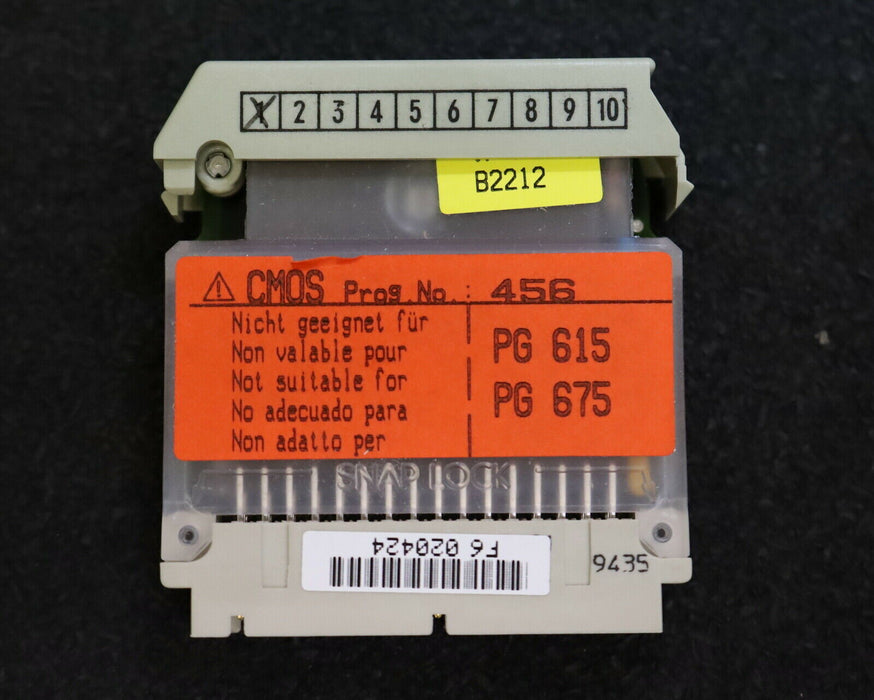 1 2 3 4 5 6 7 8 9 10
B2212
⚠ CMOS Prog.No.: 456
Nicht geeignet für
Non valable pour
Not suitable for
No adecuado para
Non adatto per
PG 615
PG 675
SNAP LOCK
F6 020424
9435